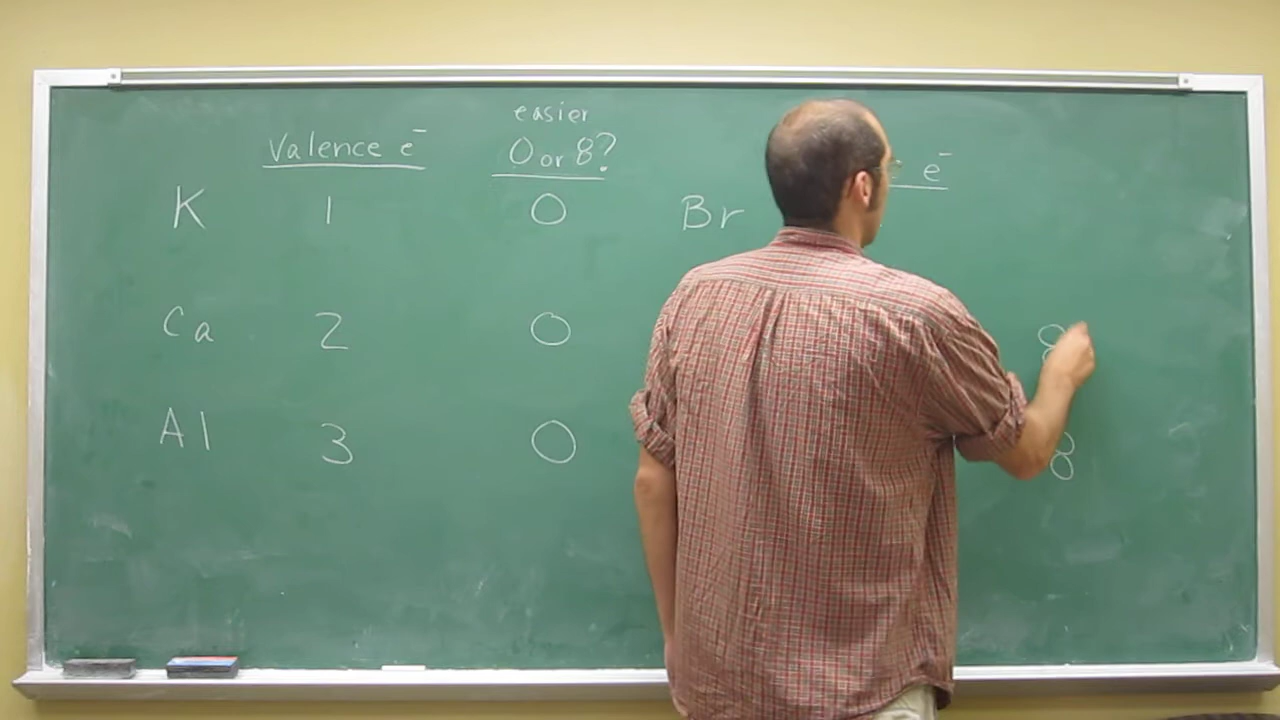 easier
Valence e⁻ 0 or 8? e⁻
K 1 0 Br
Ca 2 0 8
Al 3 0 8